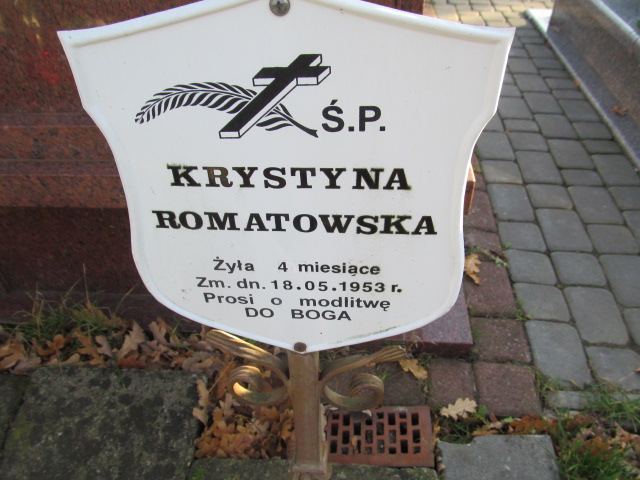 Ś.P.
KRYSTYNA
ROMATOWSKA
Żyła 4 miesiące
Zm. dn. 18.05.1953 r.
Prosi o modlitwę
DO BOGA